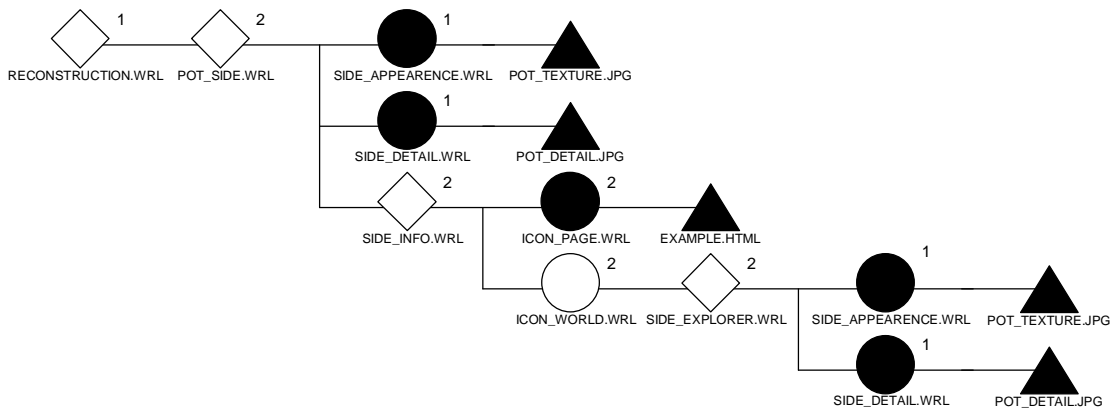 1 2 1
RECONSTRUCTION.WRL POT_SIDE.WRL SIDE_APPEARENCE.WRL POT_TEXTURE.JPG
1
SIDE_DETAIL.WRL POT_DETAIL.JPG
2 2
SIDE_INFO.WRL ICON_PAGE.WRL EXAMPLE.HTML
2 2 1
ICON_WORLD.WRL SIDE_EXPLORER.WRL SIDE_APPEARENCE.WRL POT_TEXTURE.JPG
1
SIDE_DETAIL.WRL POT_DETAIL.JPG